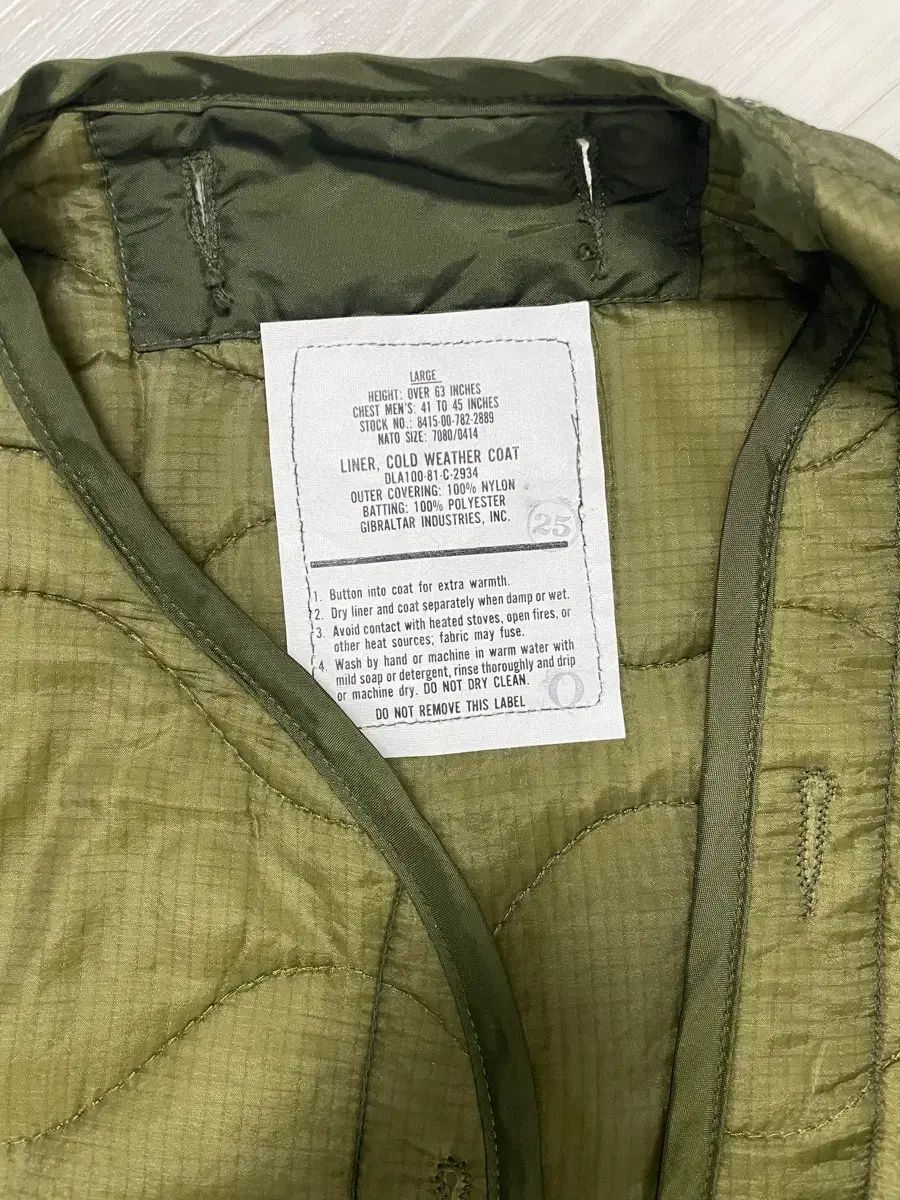 LARGE
HEIGHT: OVER 63 INCHES
CHEST MEN'S: 41 TO 45 INCHES
STOCK NO.: 8415-00-782-2889
NATO SIZE: 7080/0414
LINER, COLD WEATHER COAT
DLA100-81-C-2934
OUTER COVERING: 100% NYLON
BATTING: 100% POLYESTER
GIBRALTAR INDUSTRIES, INC.
25
1. Button into coat for extra warmth.
2. Dry liner and coat separately when damp or wet.
3. Avoid contact with heated stoves, open fires, or
other heat sources; fabric may fuse.
4. Wash by hand or machine in warm water with
mild soap or detergent, rinse thoroughly and drip
or machine dry. DO NOT DRY CLEAN.
DO NOT REMOVE THIS LABEL